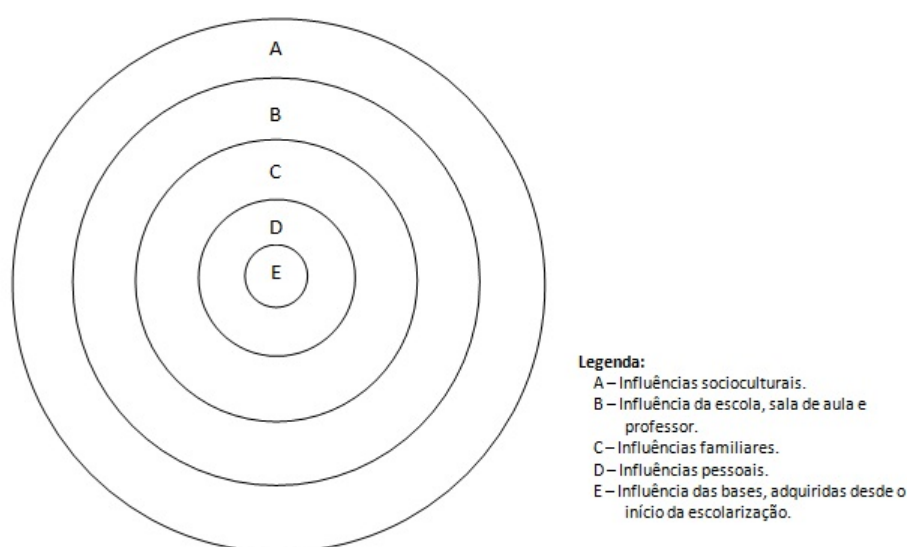 A
B
C
D
E
Legenda:
A – Influências socioculturais.
B – Influência da escola, sala de aula e
professor.
C – Influências familiares.
D – Influências pessoais.
E – Influência das bases, adquiridas desde o
início da escolarização.